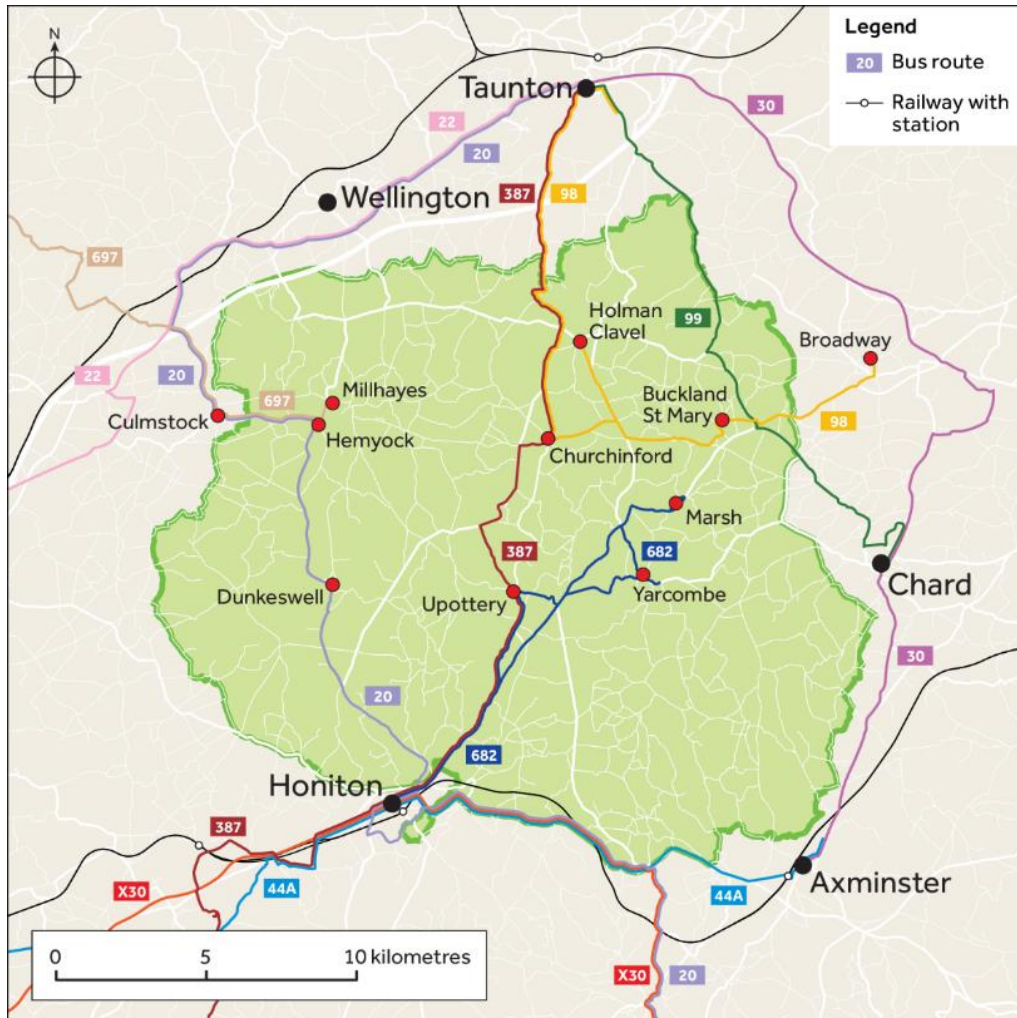 N
Legend
20 Bus route
Railway with
station
Taunton
30
22
20
Wellington
387
98
697
Holman
Clavel
99
Broadway
22
20
697
Millhayes
Buckland
St Mary
98
Culmstock
Hemyock
Churchinford
Marsh
387
682
Dunkeswell
Upottery
Yarcombe
Chard
30
20
682
Honiton
387
X30
44A
44A
Axminster
X30
20
0 5 10 kilometres